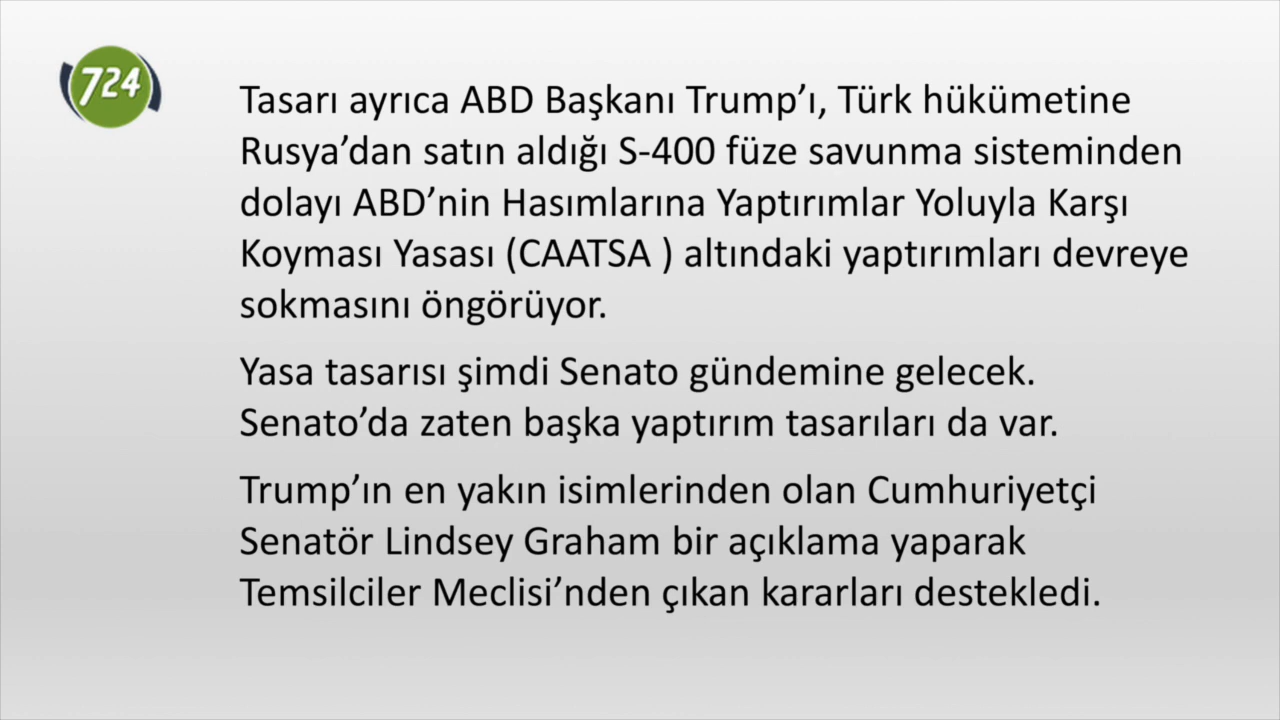 724
Tasarı ayrıca ABD Başkanı Trump’ı, Türk hükümetine
Rusya’dan satın aldığı S-400 füze savunma sisteminden
dolayı ABD’nin Hasımlarına Yaptırımlar Yoluyla Karşı
Koyması Yasası (CAATSA ) altındaki yaptırımları devreye
sokmasını öngörüyor.
Yasa tasarısı şimdi Senato gündemine gelecek.
Senato’da zaten başka yaptırım tasarıları da var.
Trump’ın en yakın isimlerinden olan Cumhuriyetçi
Senatör Lindsey Graham bir açıklama yaparak
Temsilciler Meclisi’nden çıkan kararları destekledi.